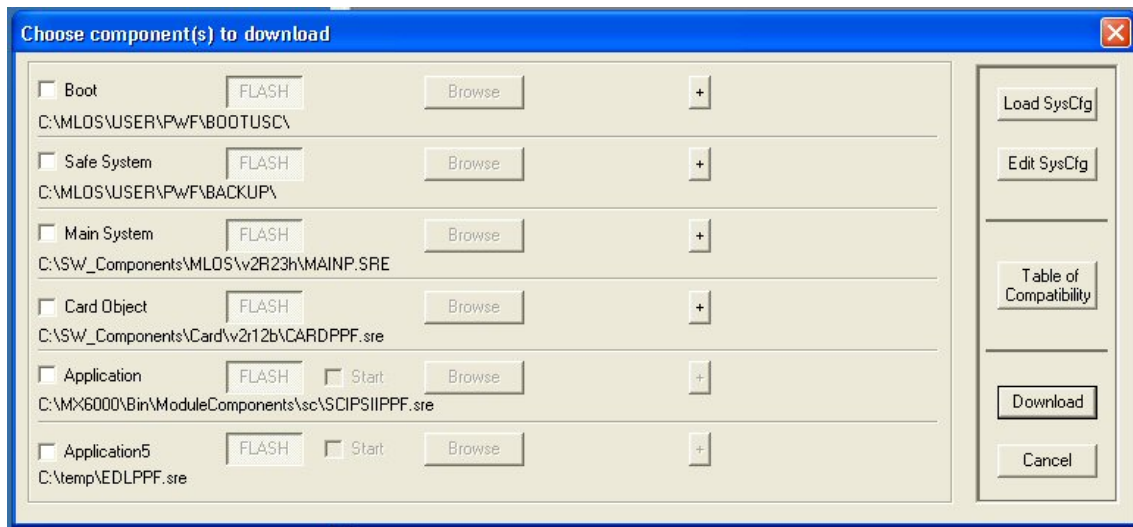 Choose component(s) to download
Boot FLASH Browse +
C:\MLOS\USER\PWF\BOOTUSC\
Safe System FLASH Browse +
C:\MLOS\USER\PWF\BACKUP\
Main System FLASH Browse +
C:\SW_Components\MLOS\v2R23h\MAINP.SRE
Card Object FLASH Browse +
C:\SW_Components\Card\v2r12b\CARDPPF.sre
Application FLASH Start Browse +
C:\MX6000\Bin\ModuleComponents\sc\SCIPSIIPPF.sre
Application5 FLASH Start Browse +
C:\temp\EDLPPF.sre
Load SysCfg
Edit SysCfg
Table of
Compatibility
Download
Cancel